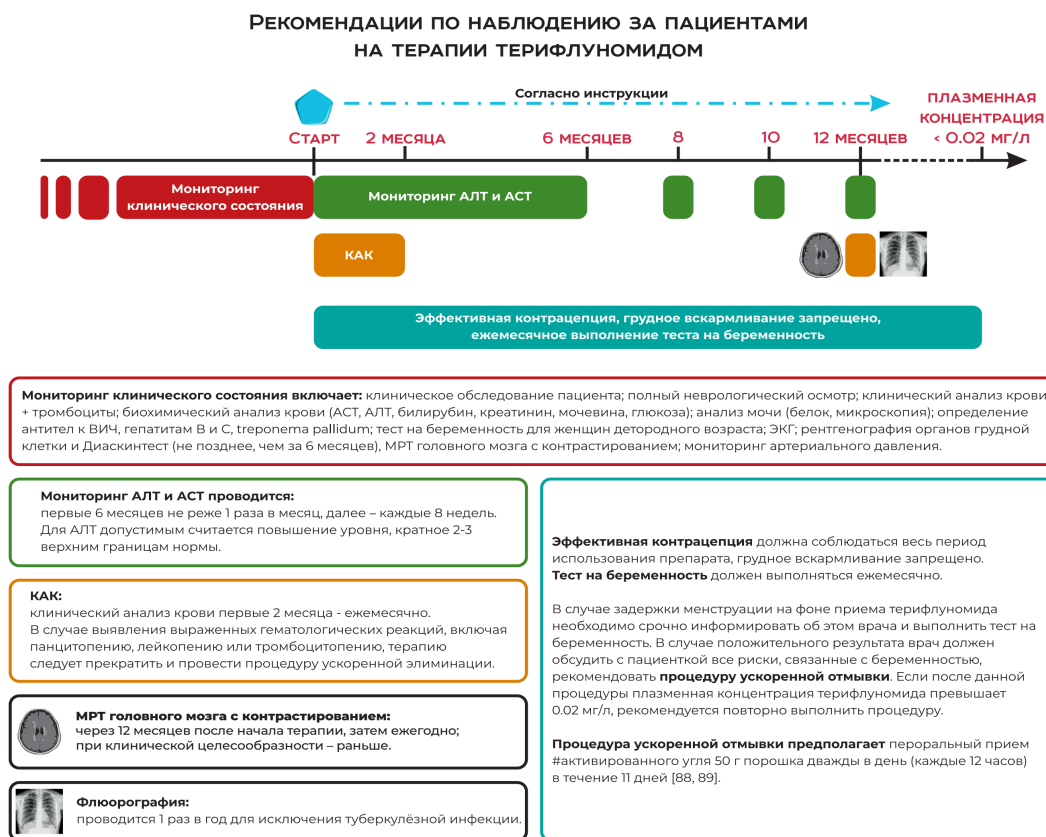 Рекомендации по наблюдению за пациентами
на терапии терифлуномидом
Согласно инструкции
Старт
2 месяца
6 месяцев
8
10
12 месяцев
Плазменная
концентрация
< 0.02 мг/л
Мониторинг
клинического состояния
Мониторинг АЛТ и АСТ
КАК
Эффективная контрацепция, грудное вскармливание запрещено,
ежемесячное выполнение теста на беременность
Мониторинг клинического состояния включает: клиническое обследование пациента; полный неврологический осмотр; клинический анализ крови
+ тромбоциты; биохимический анализ крови (АСТ, АЛТ, билирубин, креатинин, мочевина, глюкоза); анализ мочи (белок, микроскопия); определение
антител к ВИЧ, гепатитам В и С, treponema pallidum; тест на беременность для женщин детородного возраста; ЭКГ; рентгенография органов грудной
клетки и Диаскинтест (не позднее, чем за 6 месяцев), МРТ головного мозга с контрастированием; мониторинг артериального давления.
Мониторинг АЛТ и АСТ проводится:
первые 6 месяцев не реже 1 раза в месяц, далее – каждые 8 недель.
Для АЛТ допустимым считается повышение уровня, кратное 2-3
верхним границам нормы.
КАК:
клинический анализ крови первые 2 месяца - ежемесячно.
В случае выявления выраженных гематологических реакций, включая
панцитопению, лейкопению или тромбоцитопению, терапию
следует прекратить и провести процедуру ускоренной элиминации.
МРТ головного мозга с контрастированием:
через 12 месяцев после начала терапии, затем ежегодно;
при клинической целесообразности – раньше.
Флюорография:
проводится 1 раз в год для исключения туберкулёзной инфекции.
Эффективная контрацепция должна соблюдаться весь период
использования препарата, грудное вскармливание запрещено.
Тест на беременность должен выполняться ежемесячно.
В случае задержки менструации на фоне приема терифлуномида
необходимо срочно информировать об этом врача и выполнить тест на
беременность. В случае положительного результата врач должен
обсудить с пациенткой все риски, связанные с беременностью,
рекомендовать процедуру ускоренной отмывки. Если после данной
процедуры плазменная концентрация терифлуномида превышает
0.02 мг/л, рекомендуется повторно выполнить процедуру.
Процедура ускоренной отмывки предполагает пероральный прием
#активированного угля 50 г порошка дважды в день (каждые 12 часов)
в течение 11 дней [88, 89].